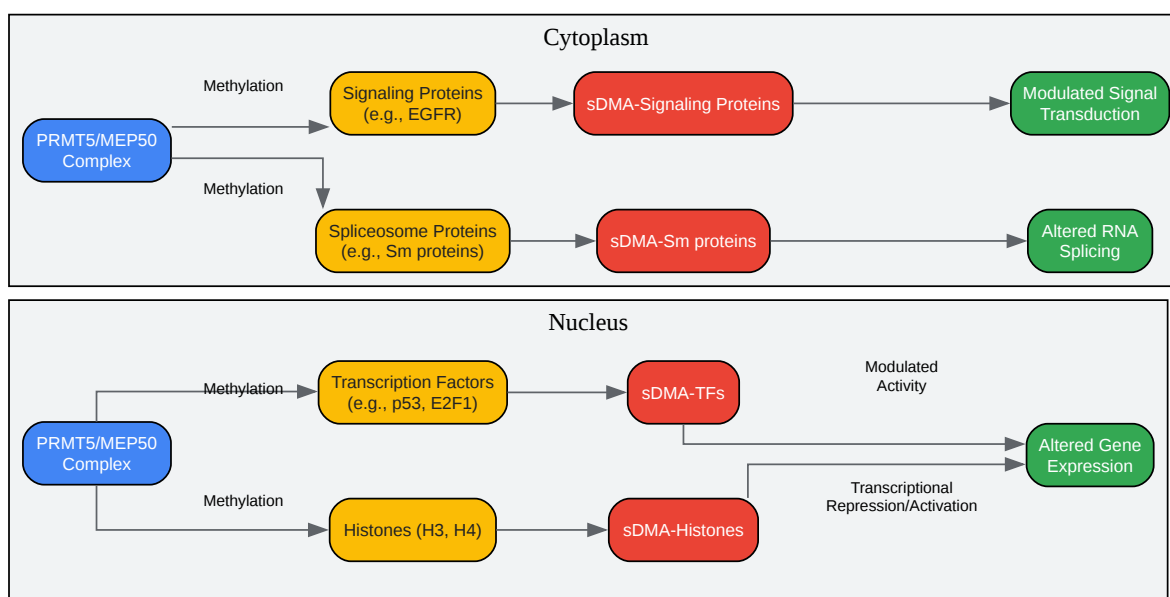 Cytoplasm
Methylation
Signaling Proteins
(e.g., EGFR)
sDMA-Signaling Proteins
Modulated Signal
Transduction
PRMT5/MEP50
Complex
Methylation
Spliceosome Proteins
(e.g., Sm proteins)
sDMA-Sm proteins
Altered RNA
Splicing
Nucleus
Methylation
Transcription Factors
(e.g., p53, E2F1)
sDMA-TFs
Modulated
Activity
PRMT5/MEP50
Complex
Altered Gene
Expression
Methylation
Histones (H3, H4)
sDMA-Histones
Transcriptional
Repression/Activation